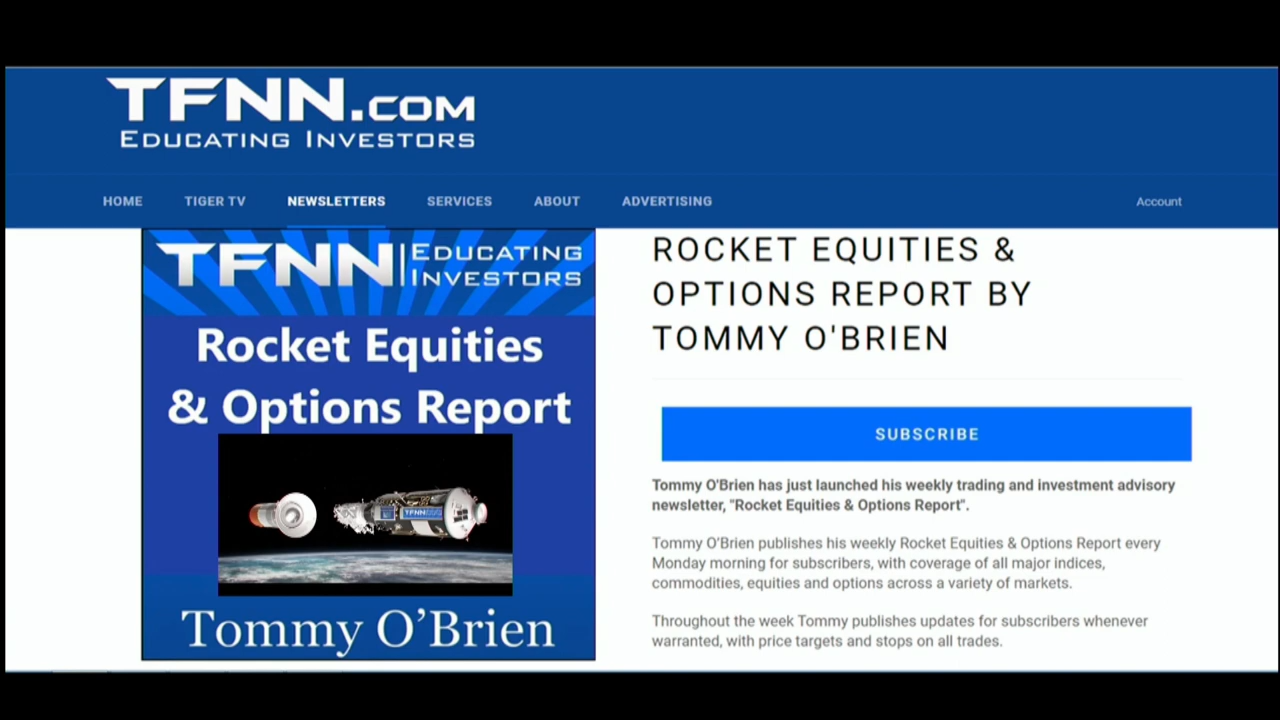 TFNN.COM
EDUCATING INVESTORS
HOME TIGER TV NEWSLETTERS SERVICES ABOUT ADVERTISING Account
TFNN EDUCATING
INVESTORS
Rocket Equities
& Options Report
TFNN.COM
Tommy O’Brien
ROCKET EQUITIES &
OPTIONS REPORT BY
TOMMY O'BRIEN
SUBSCRIBE
Tommy O'Brien has just launched his weekly trading and investment advisory
newsletter, "Rocket Equities & Options Report".
Tommy O’Brien publishes his weekly Rocket Equities & Options Report every
Monday morning for subscribers, with coverage of all major indices,
commodities, equities and options across a variety of markets.
Throughout the week Tommy publishes updates for subscribers whenever
warranted, with price targets and stops on all trades.